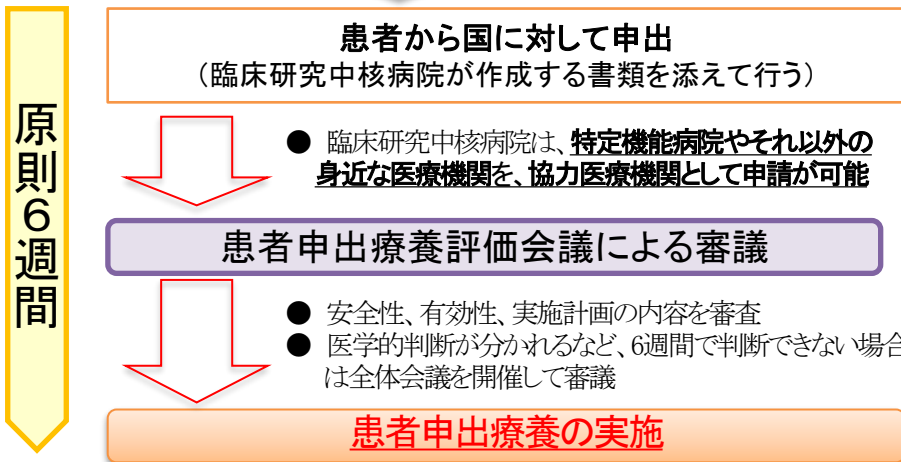 原則６週間
患者から国に対して申出
（臨床研究中核病院が作成する書類を添えて行う）
● 臨床研究中核病院は、特定機能病院やそれ以外の
身近な医療機関を、協力医療機関として申請が可能
患者申出療養評価会議による審議
● 安全性、有効性、実施計画の内容を審査
● 医学的判断が分かれるなど、6週間で判断できない場合
は全体会議を開催して審議
患者申出療養の実施